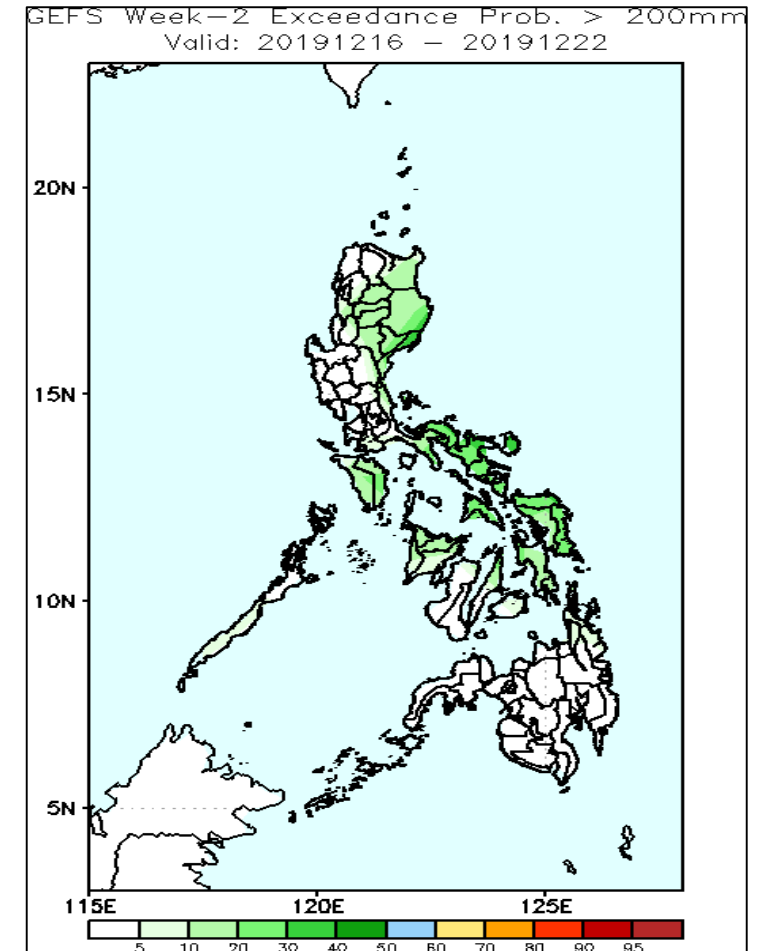 GEFS Week-2 Exceedance Prob. > 200mm
Valid: 20191216 - 20191222
20N
15N
10N
5N
115E 120E 125E
5 10 20 30 40 50 60 70 80 90 95